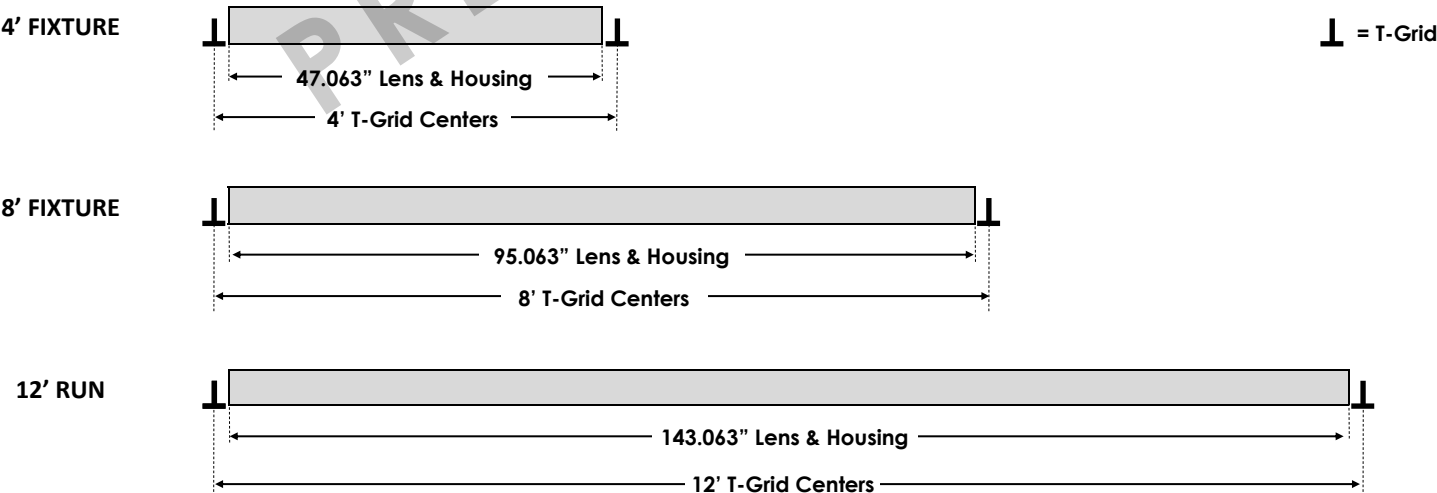 4’ FIXTURE
= T-Grid
47.063” Lens & Housing
4’ T-Grid Centers
8’ FIXTURE
95.063” Lens & Housing
8’ T-Grid Centers
12’ RUN
143.063” Lens & Housing
12’ T-Grid Centers